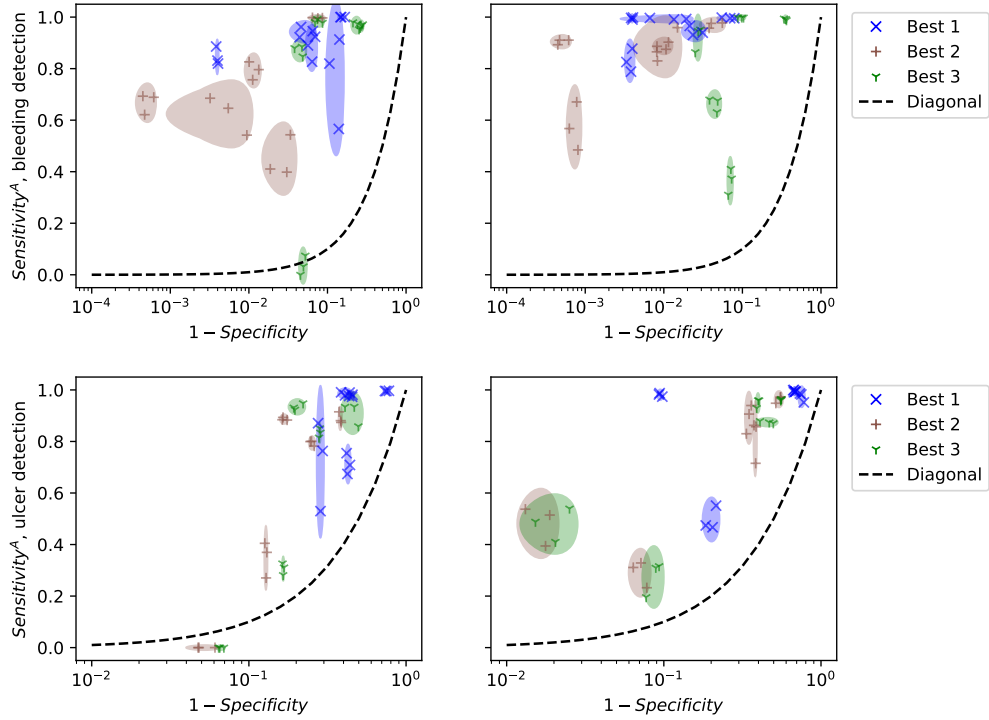 Sensitivity^A, bleeding detection
1.0
0.8
0.6
0.4
0.2
0.0
10^−4 10^−3 10^−2 10^−1 10^0
1 − Specificity
10^−4 10^−3 10^−2 10^−1 10^0
1 − Specificity
Best 1
Best 2
Best 3
Diagonal
Sensitivity^A, ulcer detection
1.0
0.8
0.6
0.4
0.2
0.0
10^−2 10^−1 10^0
1 − Specificity
10^−2 10^−1 10^0
1 − Specificity
Best 1
Best 2
Best 3
Diagonal